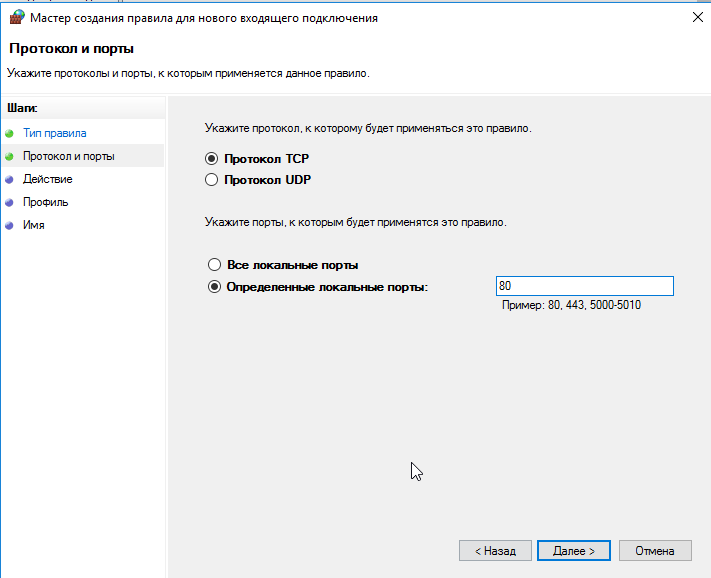 Мастер создания правила для нового входящего подключения
Протокол и порты
Укажите протоколы и порты, к которым применяется данное правило.
Шаги:
Тип правила
Протокол и порты
Действие
Профиль
Имя
Укажите протокол, к которому будет применяться это правило.
Протокол TCP
Протокол UDP
Укажите порты, к которым будет применятся это правило.
Все локальные порты
Определенные локальные порты:
80
Пример: 80, 443, 5000-5010
< Назад
Далее >
Отмена